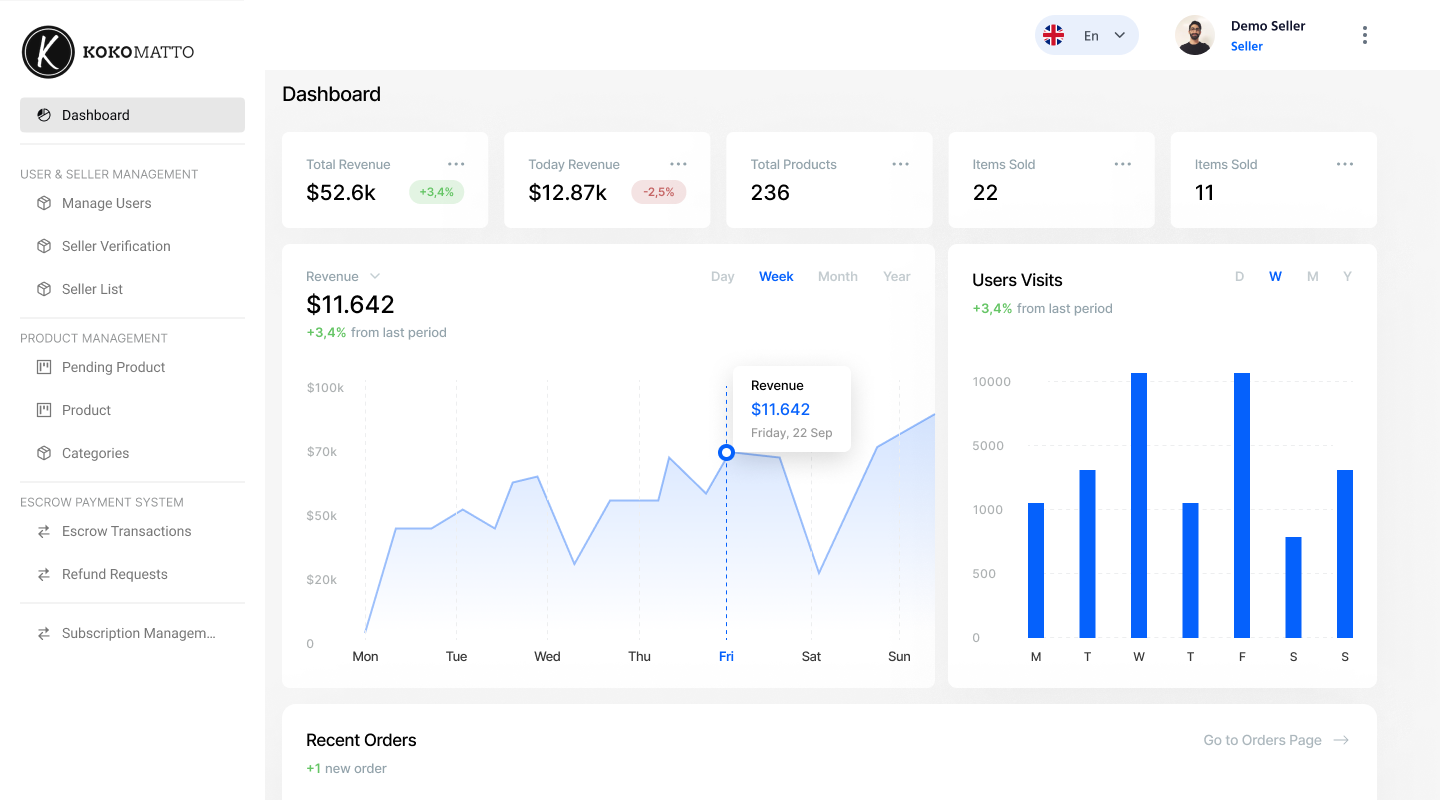 K KOKOMATTO
En
Demo Seller
Seller
Dashboard
USER & SELLER MANAGEMENT
Manage Users
Seller Verification
Seller List
PRODUCT MANAGEMENT
Pending Product
Product
Categories
ESCROW PAYMENT SYSTEM
Escrow Transactions
Refund Requests
Subscription Managem...
Dashboard
Total Revenue
$52.6k +3,4%
Today Revenue
$12.87k -2,5%
Total Products
236
Items Sold
22
Items Sold
11
Revenue
Day Week Month Year
$11.642
+3,4% from last period
$100k
$70k
$50k
$20k
0
Revenue
$11.642
Friday, 22 Sep
Mon Tue Wed Thu Fri Sat Sun
Users Visits
D W M Y
+3,4% from last period
10000
5000
1000
500
0
M T W T F S S
Recent Orders
Go to Orders Page
+1 new order